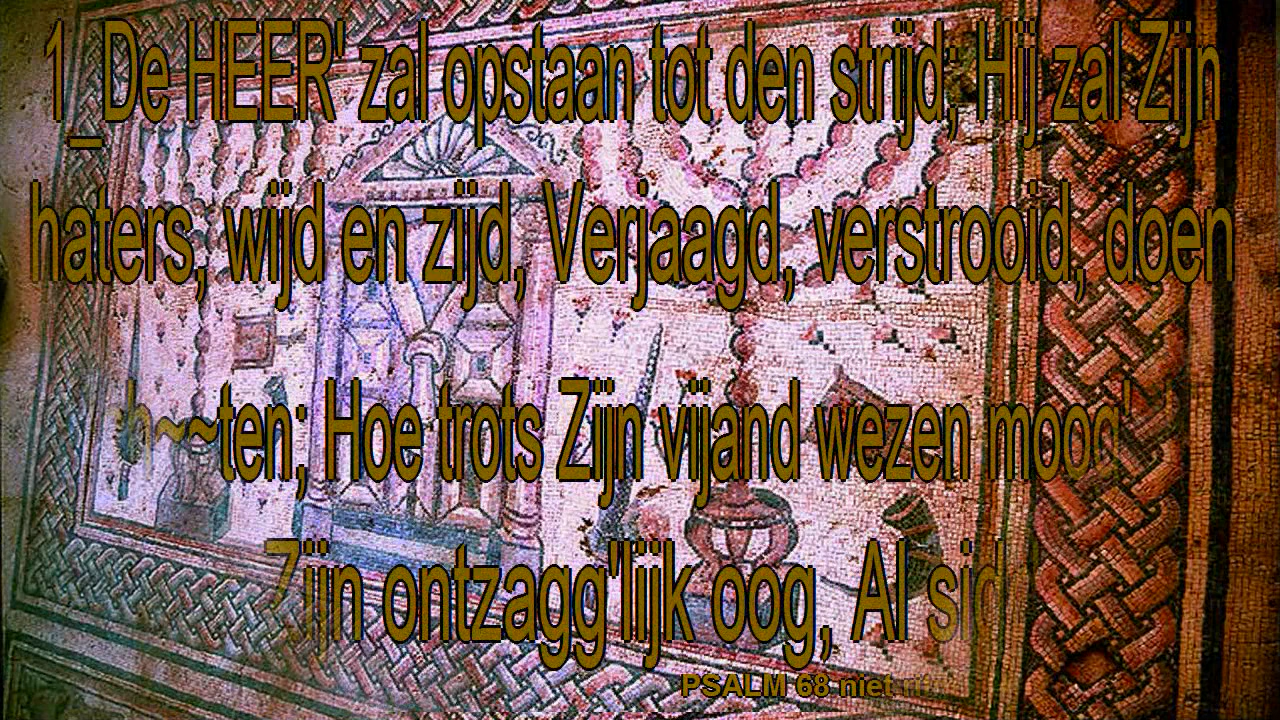 1_De HEER' zal opstaan tot den strijd; Hij zal Zijn
haters, wijd en zijd, Verjaagd, verstrooid, doen
h~~ten; Hoe trots Zijn vijand wezen moog'
Zijn ontzagg'lijk oog, Al
PSALM 68 niet